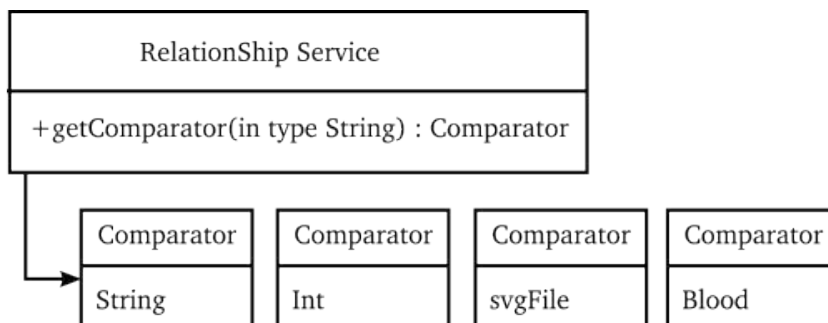 RelationShip Service
+getComparator(in type String) : Comparator
Comparator
String
Comparator
Int
Comparator
svgFile
Comparator
Blood